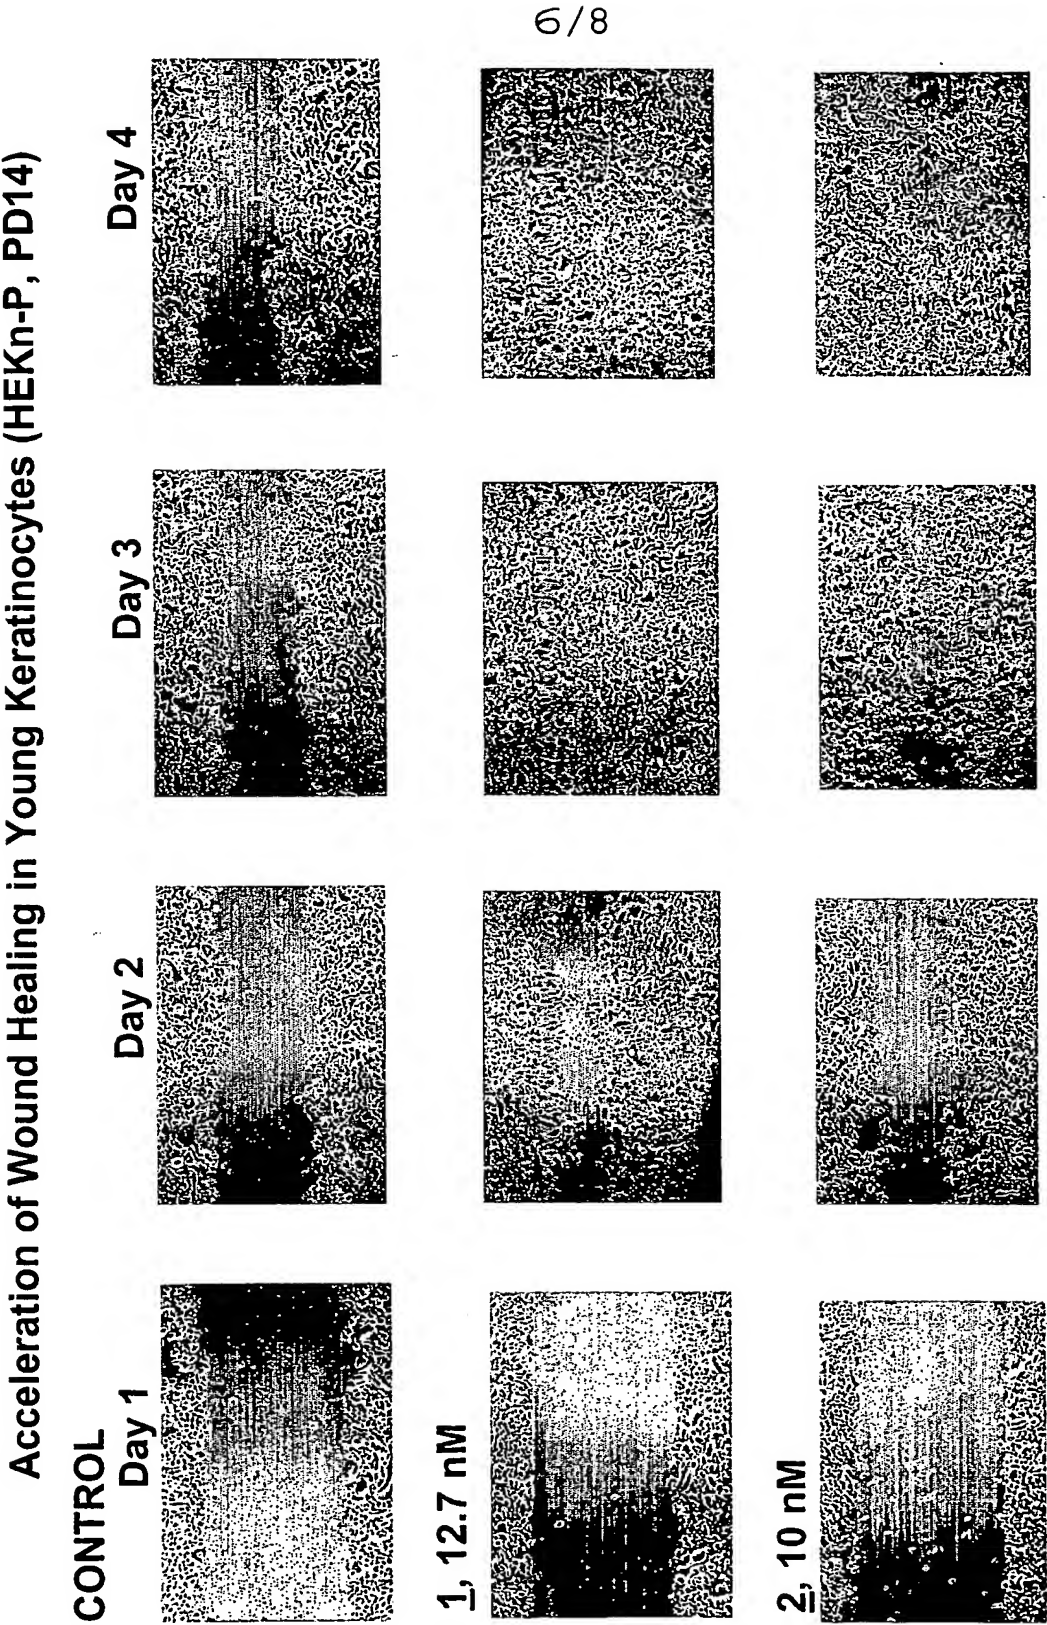 6/8
Acceleration of Wound Healing in Young Keratinocytes (HEKn-P, PD14)
CONTROL
Day 1
Day 2
Day 3
Day 4
1, 12.7 nM
2, 10 nM